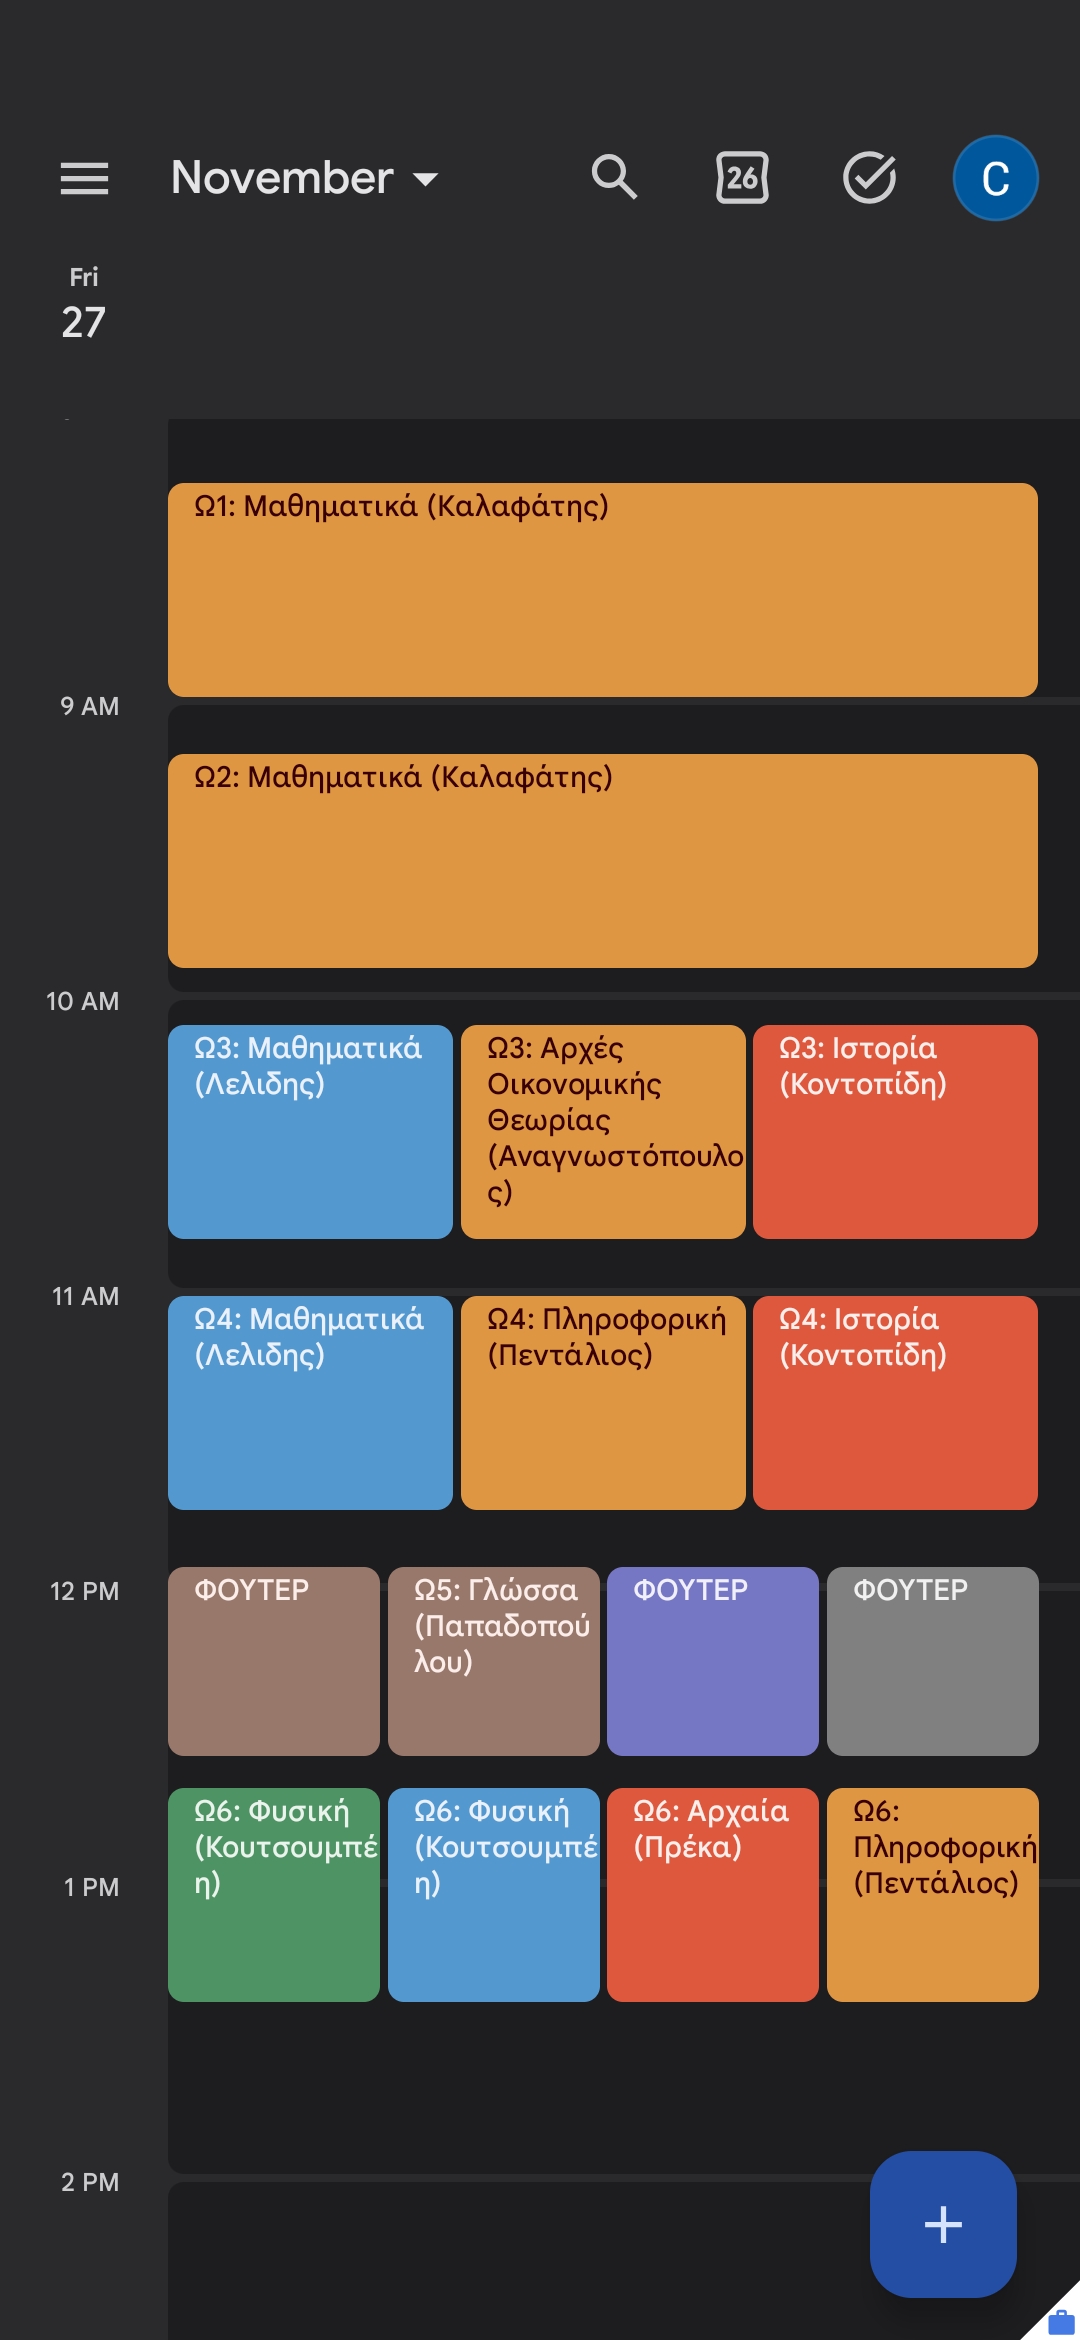 November
26
C
Fri
27
Ω1: Μαθηματικά (Καλαφάτης)
9 AM
Ω2: Μαθηματικά (Καλαφάτης)
10 AM
Ω3: Μαθηματικά
(Λελιδης)
Ω3: Αρχές
Οικονομικής
Θεωρίας
(Αναγνωστόπουλο
ς)
Ω3: Ιστορία
(Κοντοπίδη)
11 AM
Ω4: Μαθηματικά
(Λελιδης)
Ω4: Πληροφορική
(Πεντάλιος)
Ω4: Ιστορία
(Κοντοπίδη)
12 PM
ΦΟΥΤΕΡ
Ω5: Γλώσσα
(Παπαδοπού
λου)
ΦΟΥΤΕΡ
ΦΟΥΤΕΡ
Ω6: Φυσική
(Κουτσουμπέ
η)
Ω6: Φυσική
(Κουτσουμπέ
η)
Ω6: Αρχαία
(Πρέκα)
Ω6:
Πληροφορική
(Πεντάλιος)
1 PM
2 PM